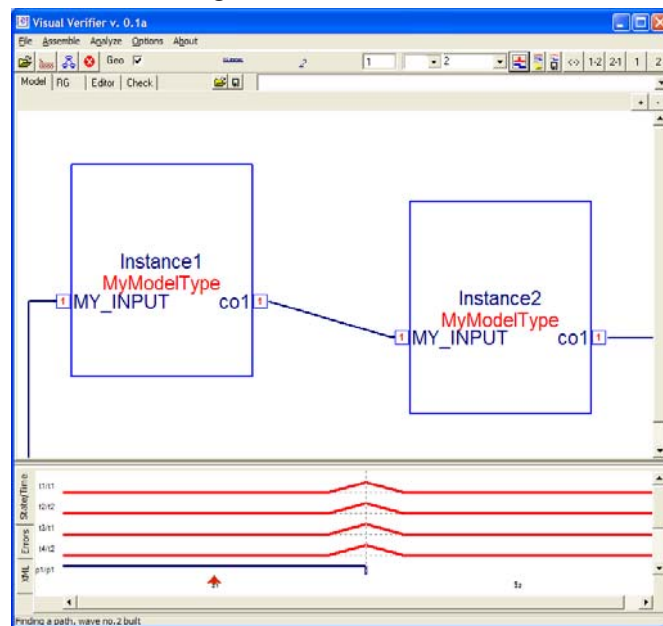 Visual Verifier v. 0.1a
File Assemble Analyze Options About
Geo 2 1 2 <-> 1-2 2-1 1 2
Model RG Editor Check
+ -
Instance1
MyModelType
1 MY_INPUT co1 1
Instance2
MyModelType
1 MY_INPUT co1 1
State/Time
Errors
XML
t1/t1
t2/t2
t3/t1
t4/t2
p1/p1
Finding a path, wave no.2 built